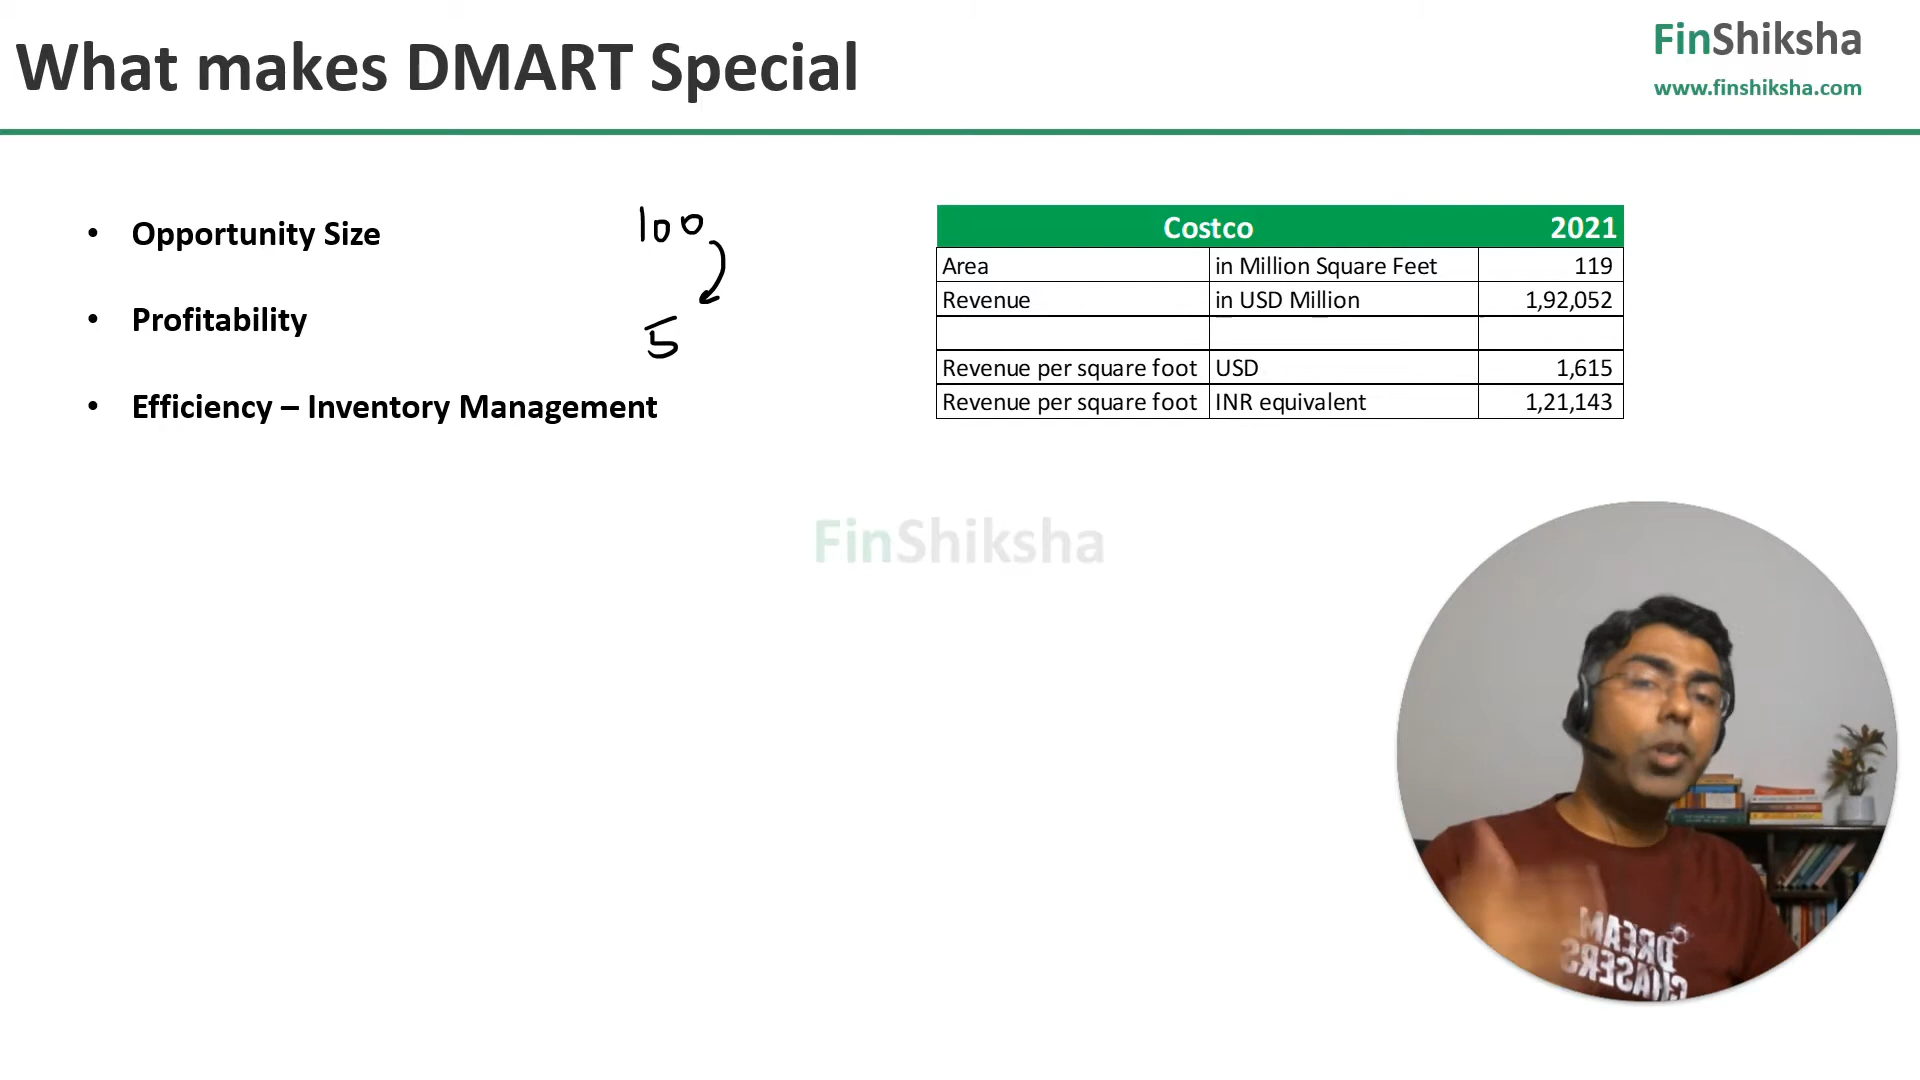 What makes DMART Special
FinShiksha
www.finshiksha.com
• Opportunity Size
100
• Profitability
5
• Efficiency – Inventory Management
Costco 2021
Area in Million Square Feet 119
Revenue in USD Million 1,92,052
Revenue per square foot USD 1,615
Revenue per square foot INR equivalent 1,21,143
FinShiksha
DREAM
CHASERS